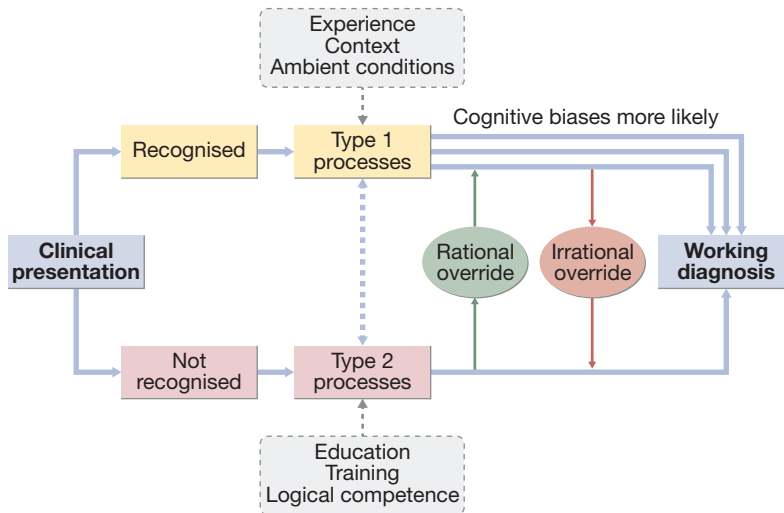 Experience
Context
Ambient conditions
Cognitive biases more likely
Recognised
Type 1
processes
Clinical
presentation
Rational
override
Irrational
override
Working
diagnosis
Not
recognised
Type 2
processes
Education
Training
Logical competence